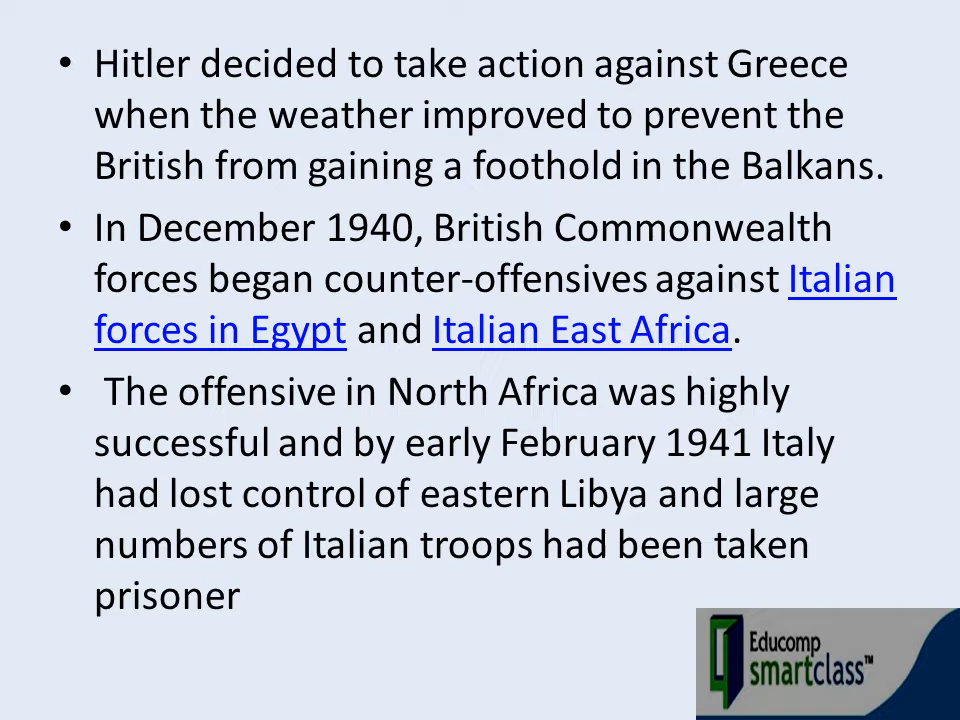 • Hitler decided to take action against Greece
when the weather improved to prevent the
British from gaining a foothold in the Balkans.
• In December 1940, British Commonwealth
forces began counter-offensives against Italian
forces in Egypt and Italian East Africa.
• The offensive in North Africa was highly
successful and by early February 1941 Italy
had lost control of eastern Libya and large
numbers of Italian troops had been taken
prisoner
Educomp
smartclass™